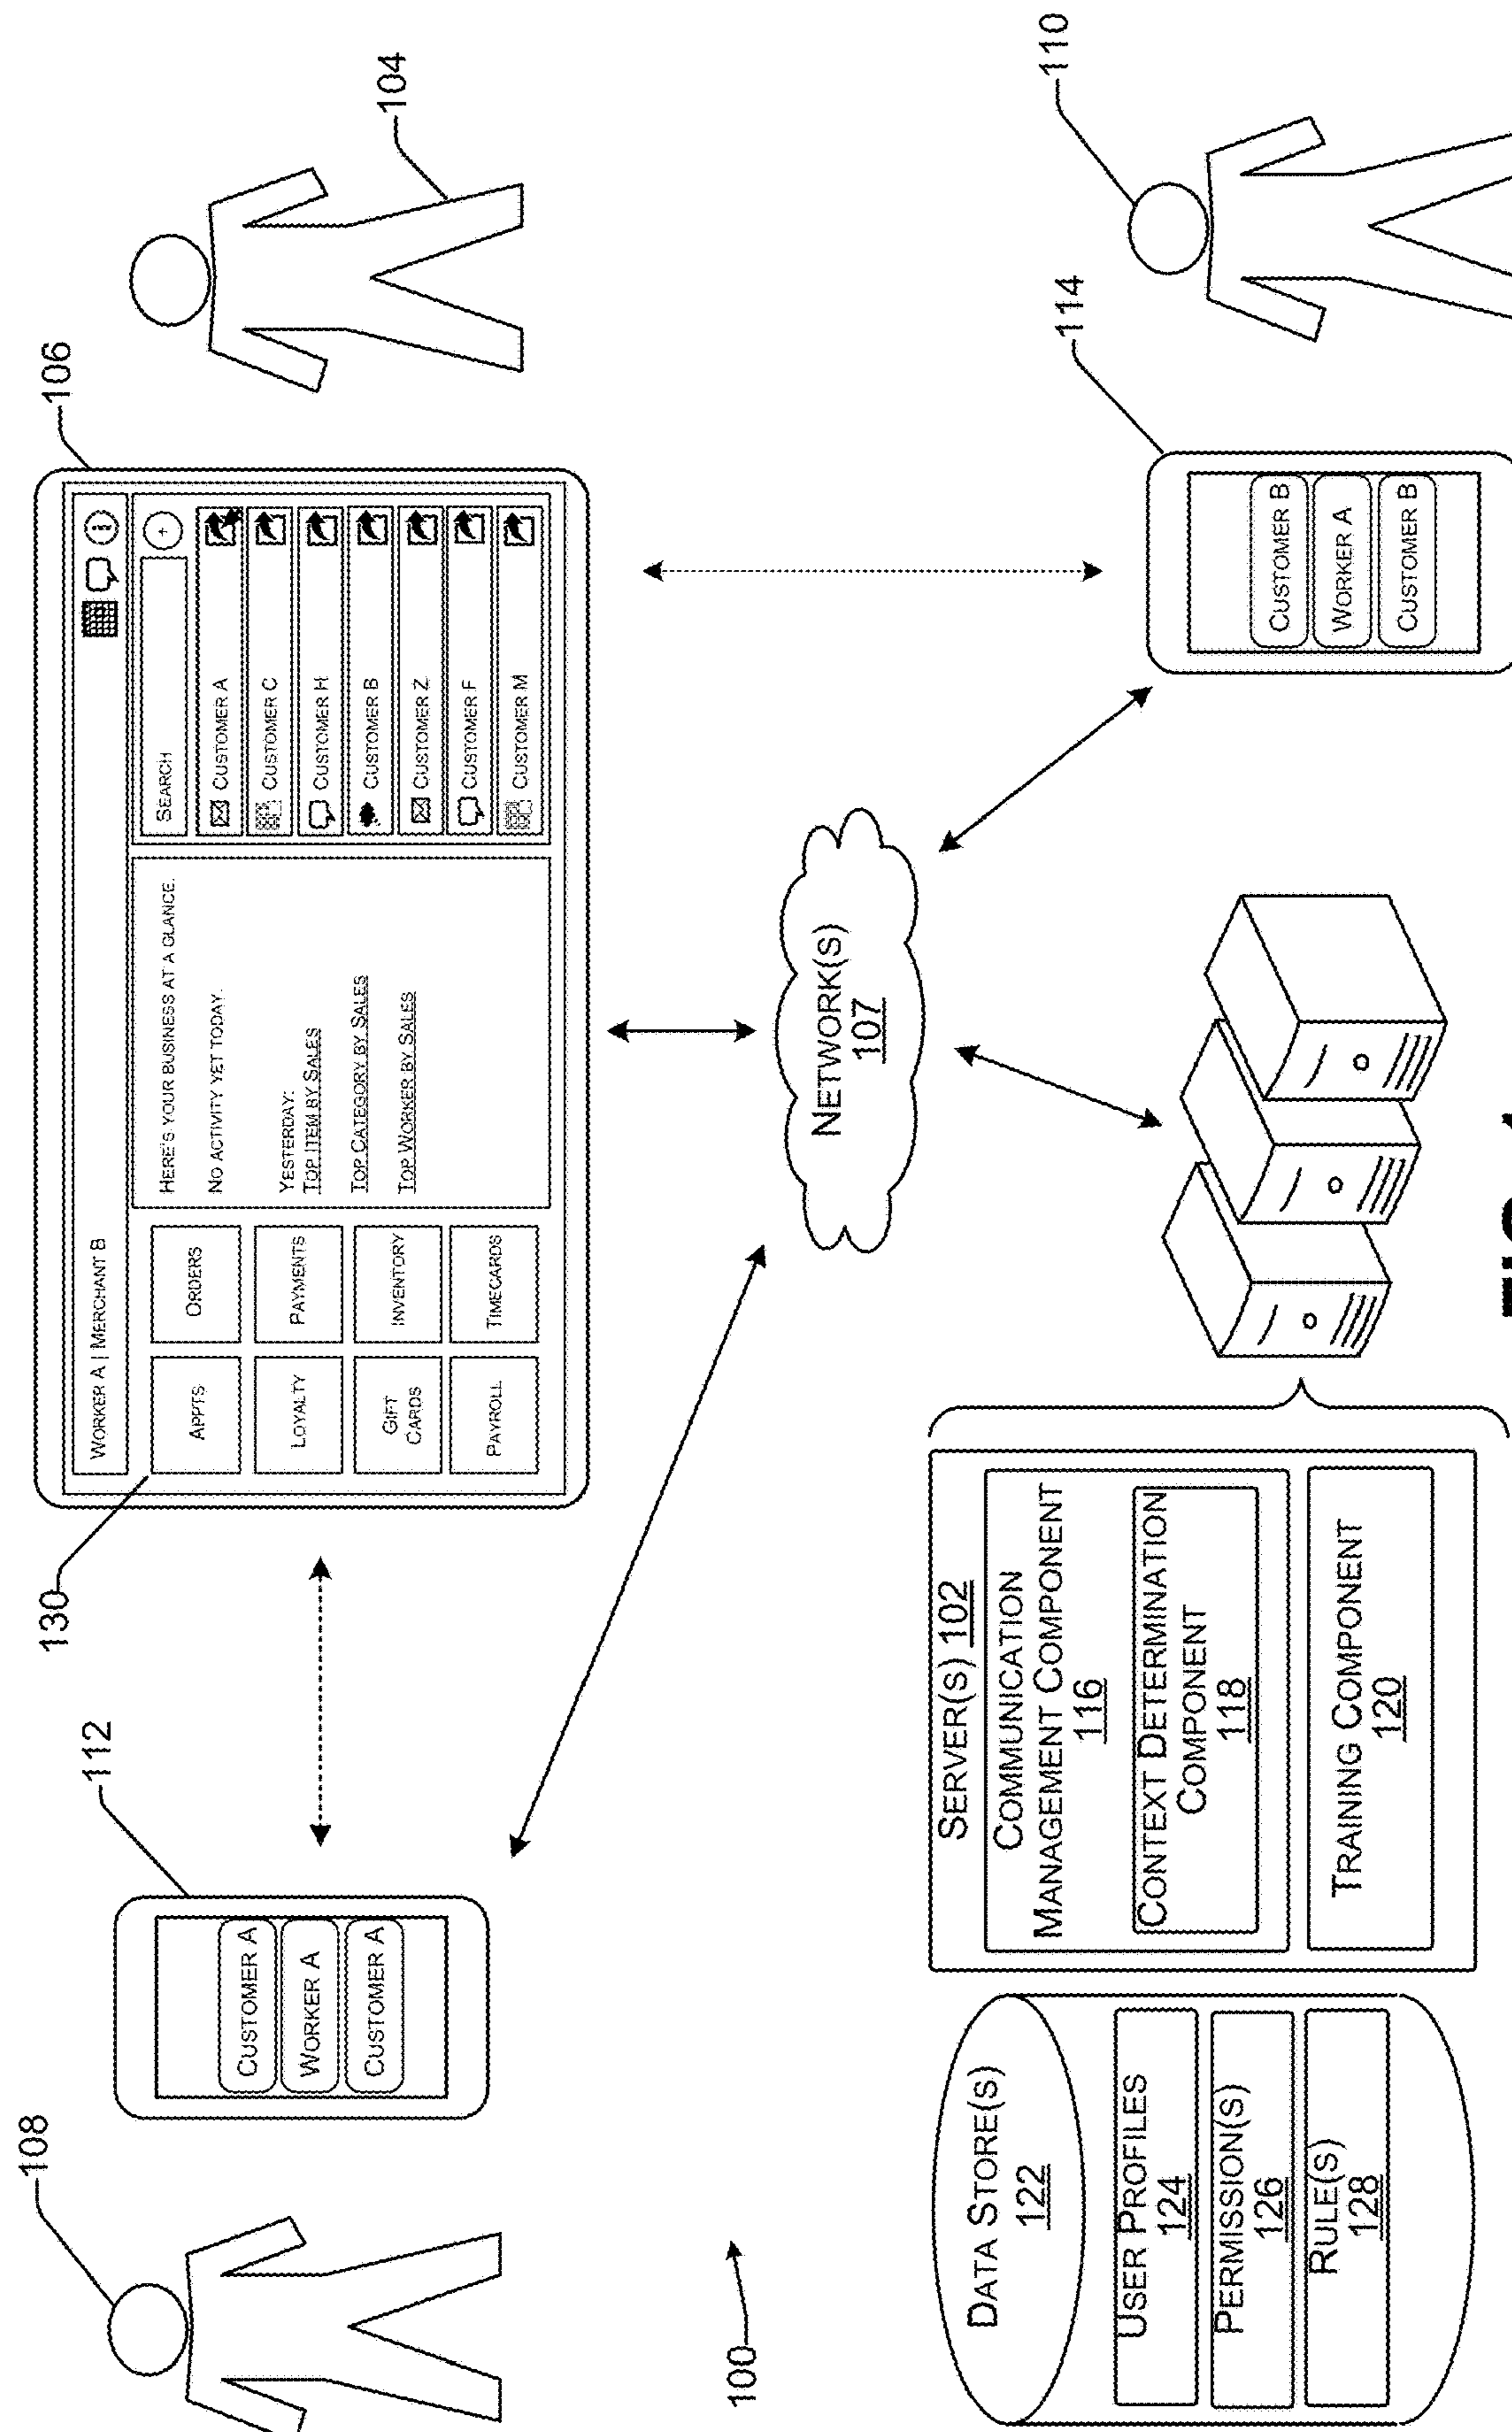 108
112
CUSTOMER A
WORKER A
CUSTOMER A
130
106
104
WORKER A | MERCHANT B
APPTS
ORDERS
LOYALTY
PAYMENTS
GIFT
CARDS
INVENTORY
PAYROLL
TIMECARDS
HERE'S YOUR BUSINESS AT A GLANCE.
NO ACTIVITY YET TODAY.
YESTERDAY:
TOP ITEM BY SALES
TOP CATEGORY BY SALES
TOP WORKER BY SALES
SEARCH
+
CUSTOMER A
CUSTOMER C
CUSTOMER H
CUSTOMER B
CUSTOMER Z
CUSTOMER F
CUSTOMER M
100
NETWORK(S)
107
114
110
CUSTOMER B
WORKER A
CUSTOMER B
DATA STORE(S)
122
USER PROFILES
124
PERMISSION(S)
126
RULE(S)
128
SERVER(S) 102
COMMUNICATION
MANAGEMENT COMPONENT
116
CONTEXT DETERMINATION
COMPONENT
118
TRAINING COMPONENT
120